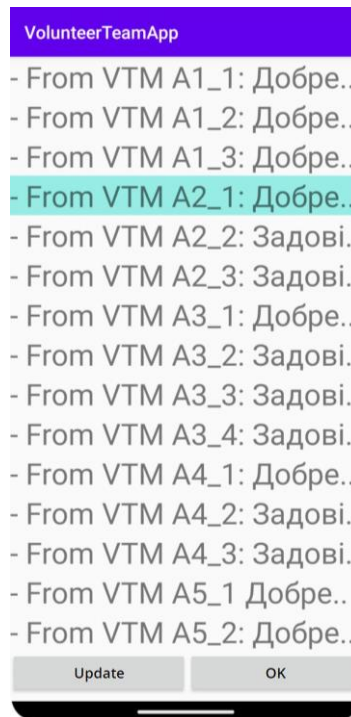 VolunteerTeamApp
- From VTM A1_1: Добре..
- From VTM A1_2: Добре..
- From VTM A1_3: Добре..
- From VTM A2_1: Добре..
- From VTM A2_2: Задові.
- From VTM A2_3: Задові.
- From VTM A3_1: Добре..
- From VTM A3_2: Задові.
- From VTM A3_3: Задові.
- From VTM A3_4: Задові.
- From VTM A4_1: Добре..
- From VTM A4_2: Задові.
- From VTM A4_3: Задові.
- From VTM A5_1 Добре..
- From VTM A5_2: Добре..
Update OK